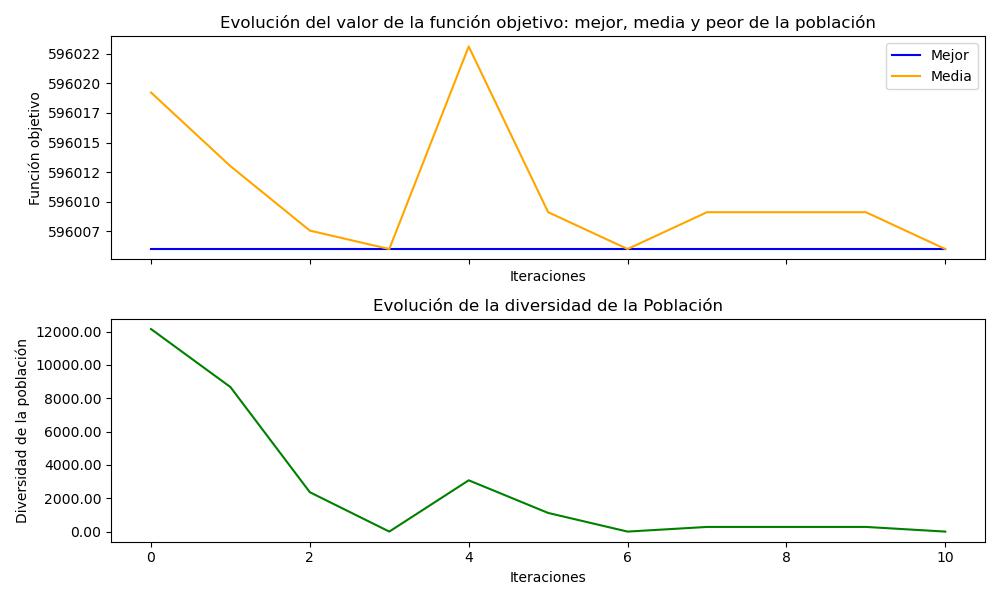 Evolución del valor de la función objetivo: mejor, media y peor de la población
Función objetivo
596022
596020
596017
596015
596012
596010
596007
Mejor
Media
Iteraciones
Evolución de la diversidad de la Población
Diversidad de la población
12000.00
10000.00
8000.00
6000.00
4000.00
2000.00
0.00
0 2 4 6 8 10
Iteraciones